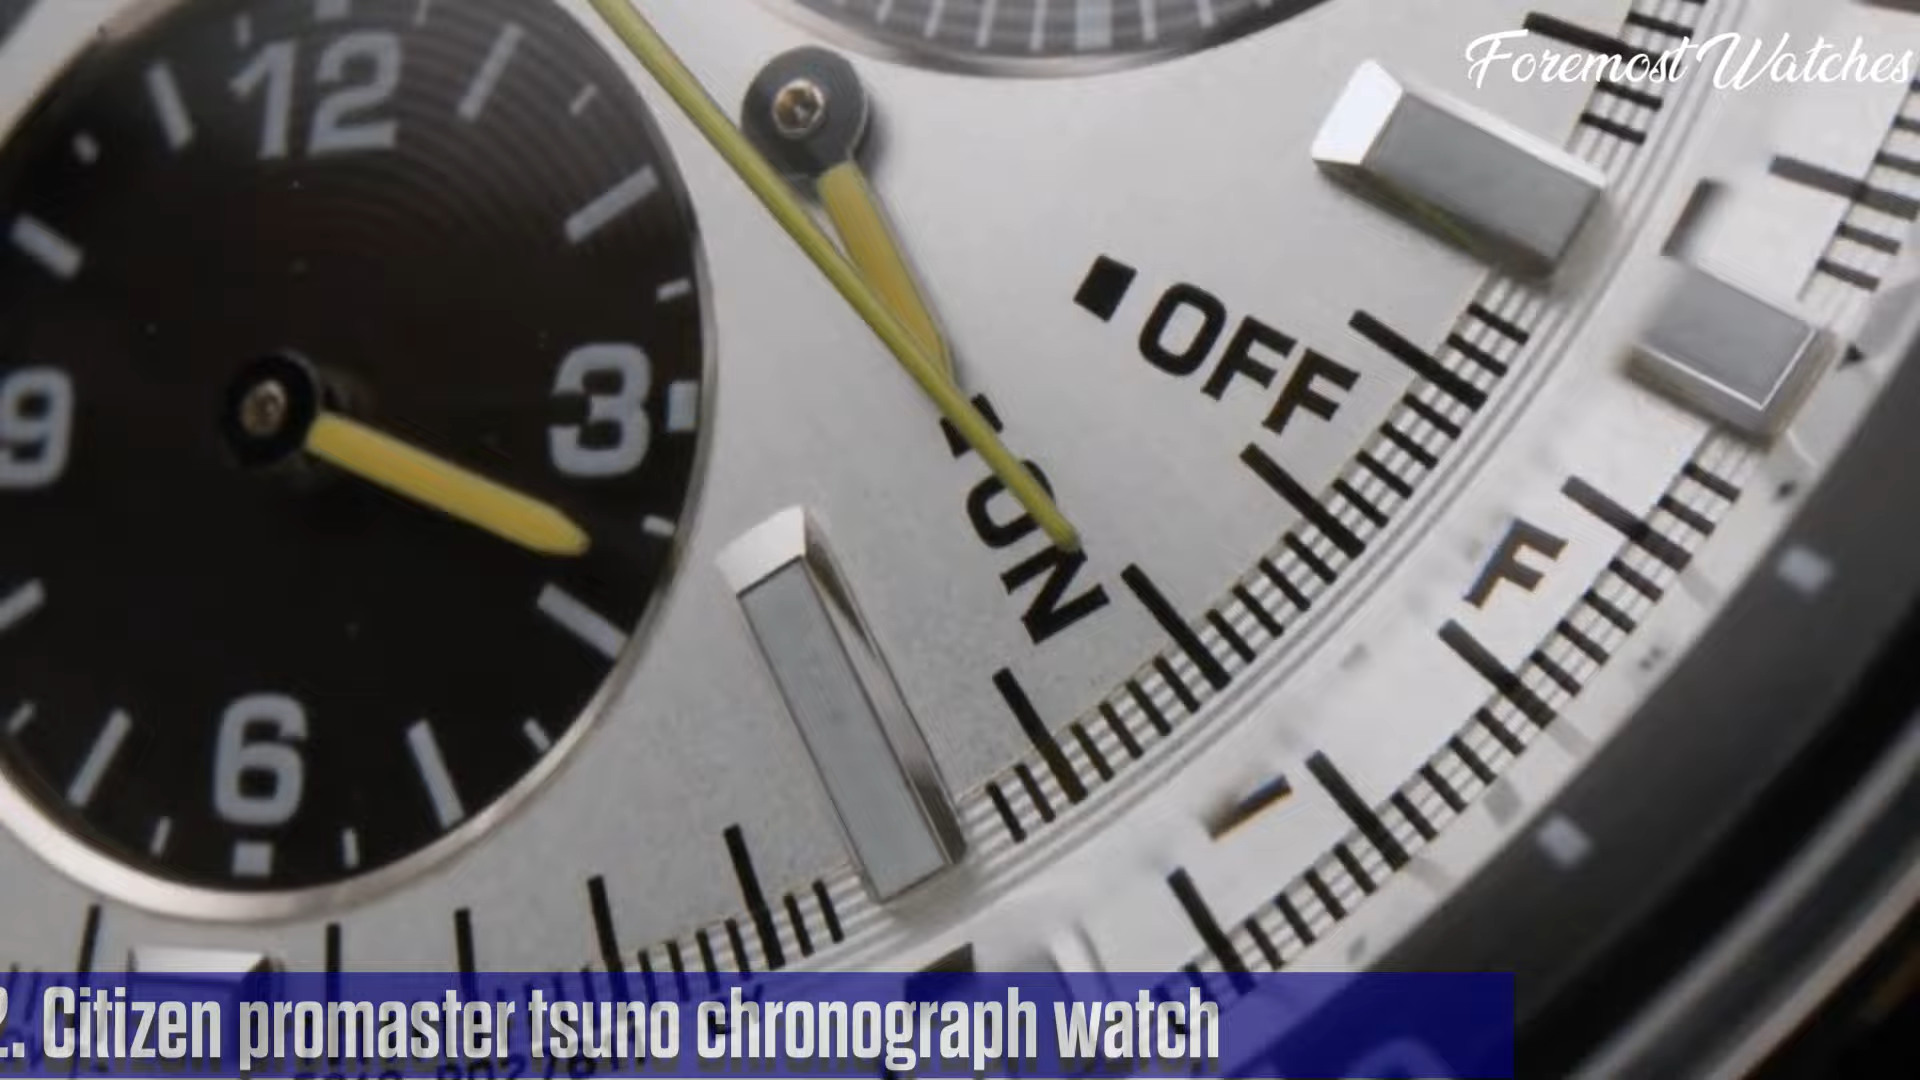 Foremost Watches
12
9
3
6
OFF
ON
2. Citizen promaster tsuno chronograph watch